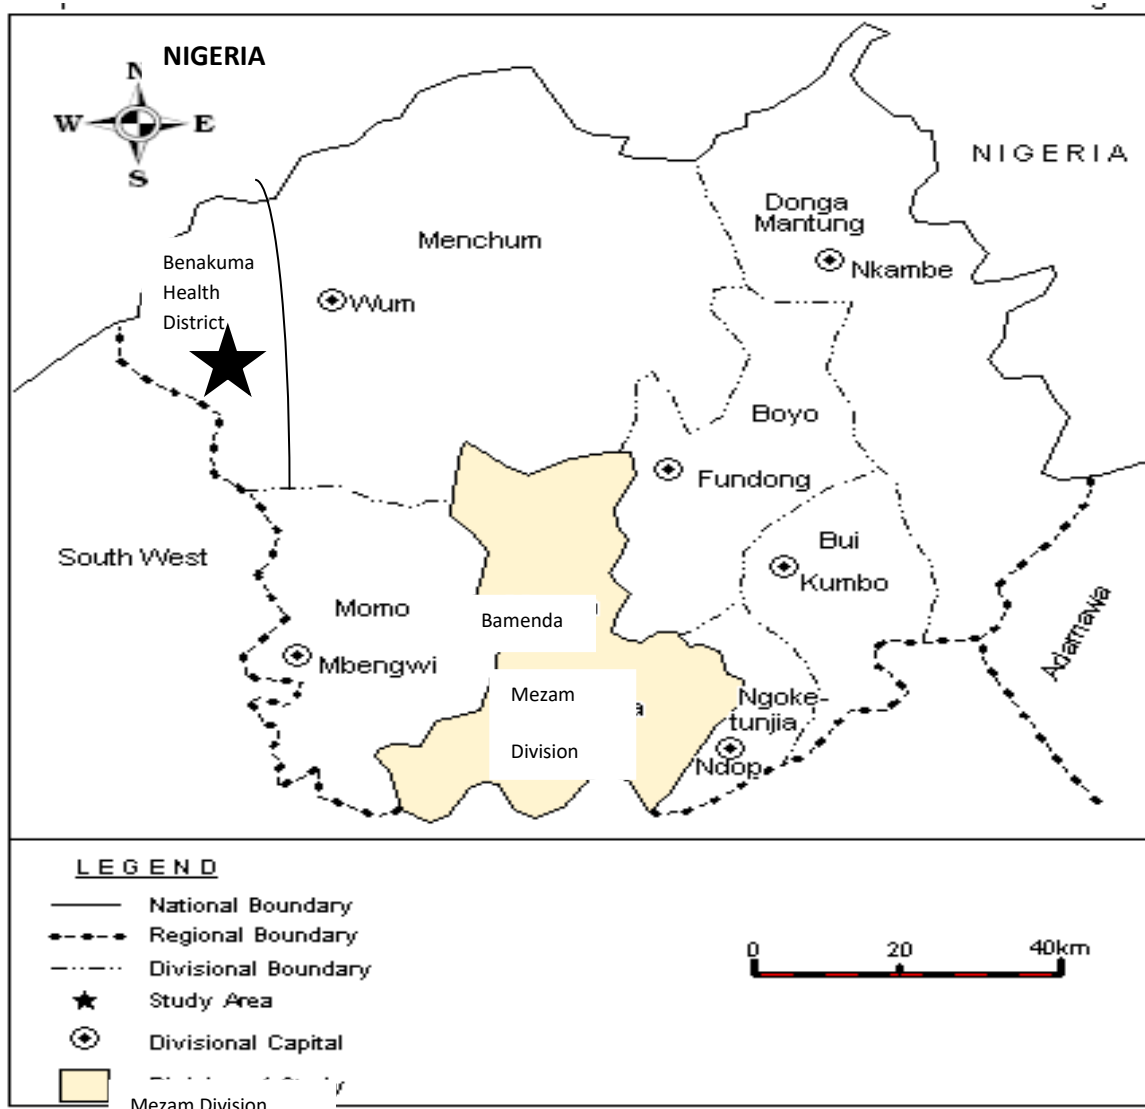 NIGERIA
N
W E
S
NIGERIA
Donga
Mantung
Nkambe
Menchum
Benakuma
Health
District
Wum
Boyo
Fundong
South West
Bui
Kumbo
Momo
Bamenda
Mbengwi
Adamawa
Mezam
Division
Ngoke-
tunjia
Ndop
LEGEND
National Boundary
Regional Boundary
Divisional Boundary
Study Area
Divisional Capital
Mezam Division
0 20 40km